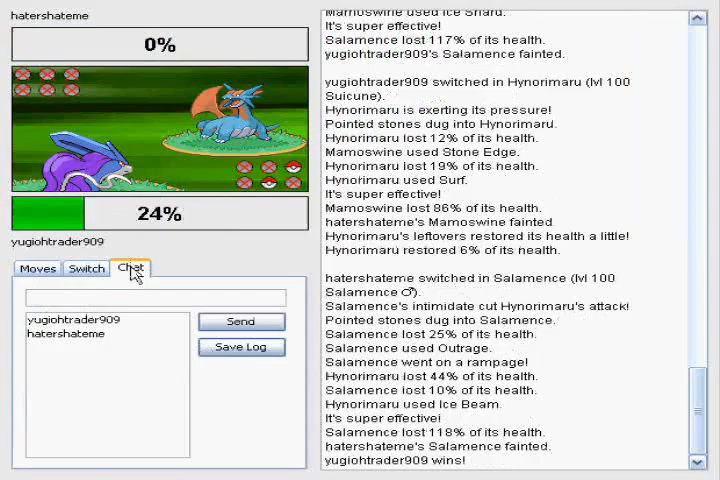 hatershateme
0%
24%
yugiohtrader909
Moves
Switch
Chat
yugiohtrader909
hatershateme
Send
Save Log
Mamoswine used Ice Shard.
It's super effective!
Salamence lost 117% of its health.
yugiohtrader909's Salamence fainted.
yugiohtrader909 switched in Hynorimaru (lvl 100
Suicune).
Hynorimaru is exerting its pressure!
Pointed stones dug into Hynorimaru.
Hynorimaru lost 12% of its health.
Mamoswine used Stone Edge.
Hynorimaru lost 19% of its health.
Hynorimaru used Surf.
It's super effective!
Mamoswine lost 86% of its health.
hatershateme's Mamoswine fainted.
Hynorimaru's leftovers restored its health a little!
Hynorimaru restored 6% of its health.
hatershateme switched in Salamence (lvl 100
Salamence ♂).
Salamence's intimidate cut Hynorimaru's attack!
Pointed stones dug into Salamence.
Salamence lost 25% of its health.
Salamence used Outrage.
Salamence went on a rampage!
Hynorimaru lost 44% of its health.
Salamence lost 10% of its health.
Hynorimaru used Ice Beam.
It's super effective!
Salamence lost 118% of its health.
hatershateme's Salamence fainted.
yugiohtrader909 wins!